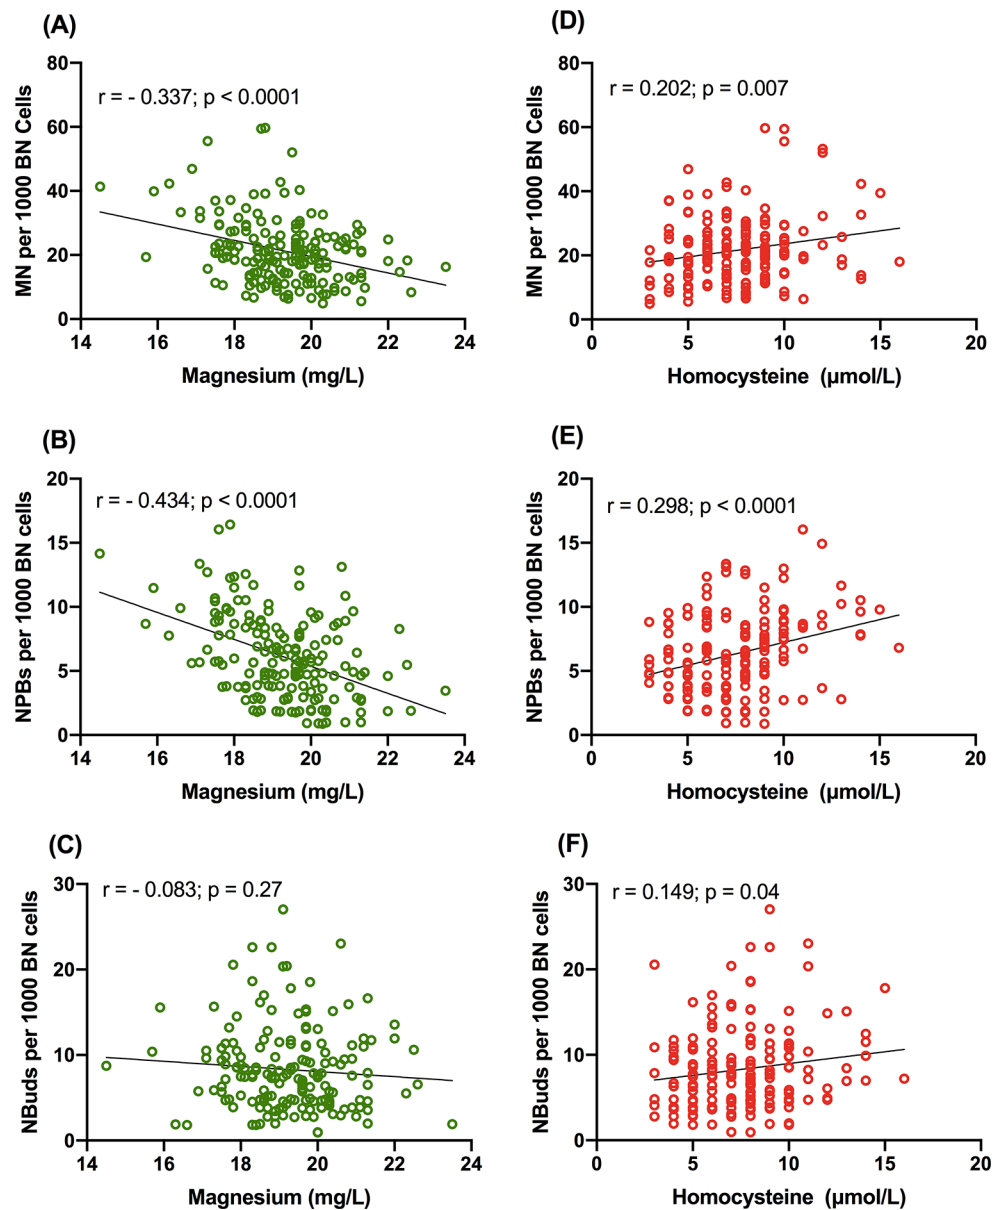 (A)
MN per 1000 BN Cells
80
60
40
20
0
r = - 0.337; p < 0.0001
14 16 18 20 22 24
Magnesium (mg/L)
(D)
MN per 1000 BN Cells
80
60
40
20
0
r = 0.202; p = 0.007
0 5 10 15 20
Homocysteine (µmol/L)
(B)
NPBs per 1000 BN cells
20
15
10
5
0
r = - 0.434; p < 0.0001
14 16 18 20 22 24
Magnesium (mg/L)
(E)
NPBs per 1000 BN cells
20
15
10
5
0
r = 0.298; p < 0.0001
0 5 10 15 20
Homocysteine (µmol/L)
(C)
NBuds per 1000 BN cells
30
20
10
0
r = - 0.083; p = 0.27
14 16 18 20 22 24
Magnesium (mg/L)
(F)
NBuds per 1000 BN cells
30
20
10
0
r = 0.149; p = 0.04
0 5 10 15 20
Homocysteine (µmol/L)